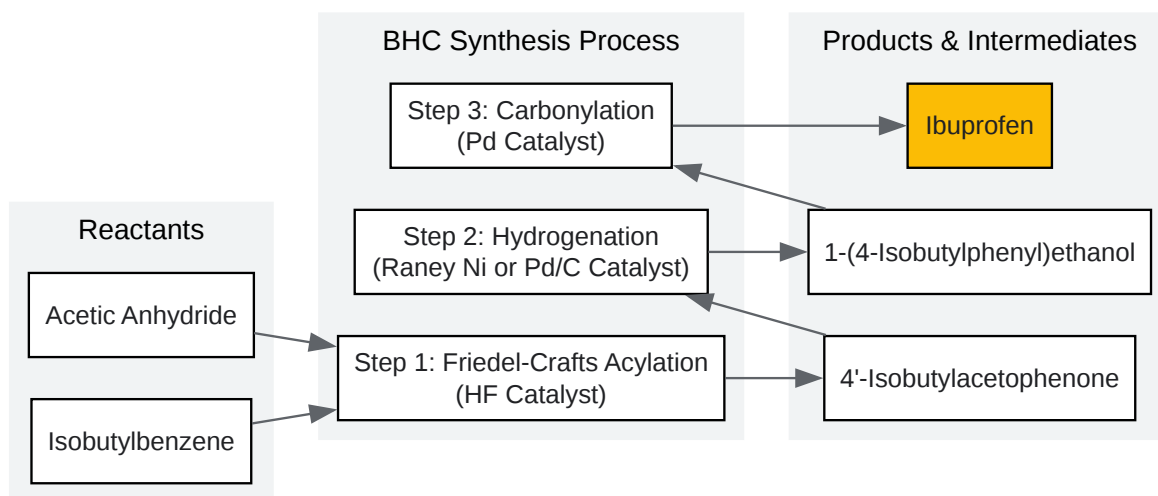 BHC Synthesis Process
Products & Intermediates
Step 3: Carbonylation
(Pd Catalyst)
Ibuprofen
Reactants
Step 2: Hydrogenation
(Raney Ni or Pd/C Catalyst)
1-(4-Isobutylphenyl)ethanol
Acetic Anhydride
Step 1: Friedel-Crafts Acylation
(HF Catalyst)
4'-Isobutylacetophenone
Isobutylbenzene